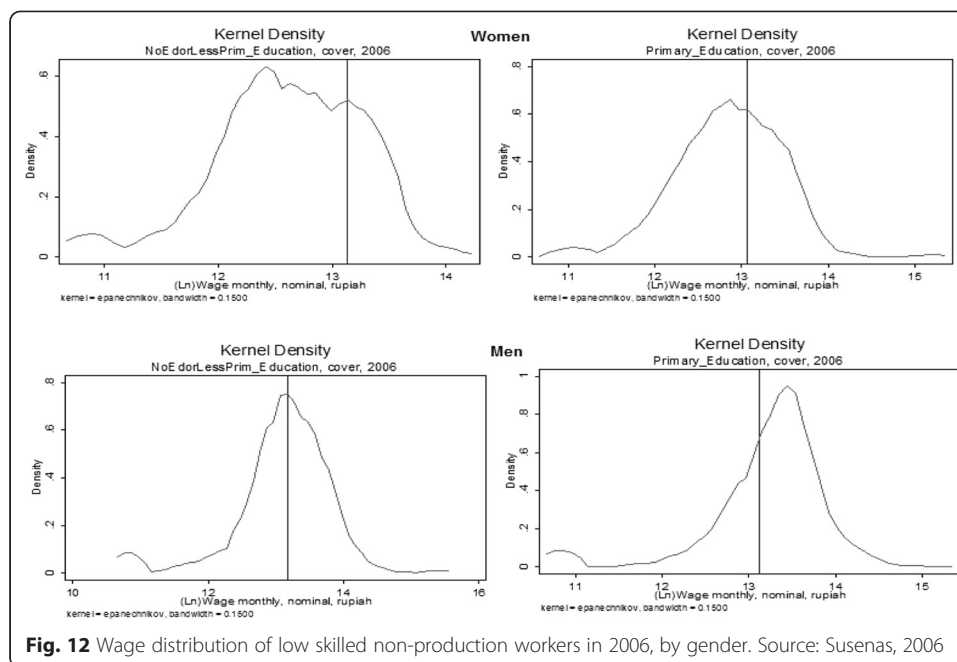 Women
Kernel Density
NoEdorLessPrim_Education, cover, 2006
Density
0 .2 .4 .6
11 12 13 14
(Ln)Wage monthly, nominal, rupiah
kernel = epanechnikov, bandwidth = 0.1500
Kernel Density
Primary_Education, cover, 2006
Density
0 .2 .4 .6 .8
11 12 13 14 15
(Ln)Wage monthly, nominal, rupiah
kernel = epanechnikov, bandwidth = 0.1500
Men
Kernel Density
NoEdorLessPrim_Education, cover, 2006
Density
0 .2 .4 .6 .8
10 12 14 16
(Ln)Wage monthly, nominal, rupiah
kernel = epanechnikov, bandwidth = 0.1500
Kernel Density
Primary_Education, cover, 2006
Density
0 .2 .4 .6 .8 1
11 12 13 14 15
(Ln)Wage monthly, nominal, rupiah
kernel = epanechnikov, bandwidth = 0.1500
Fig. 12 Wage distribution of low skilled non-production workers in 2006, by gender. Source: Susenas, 2006